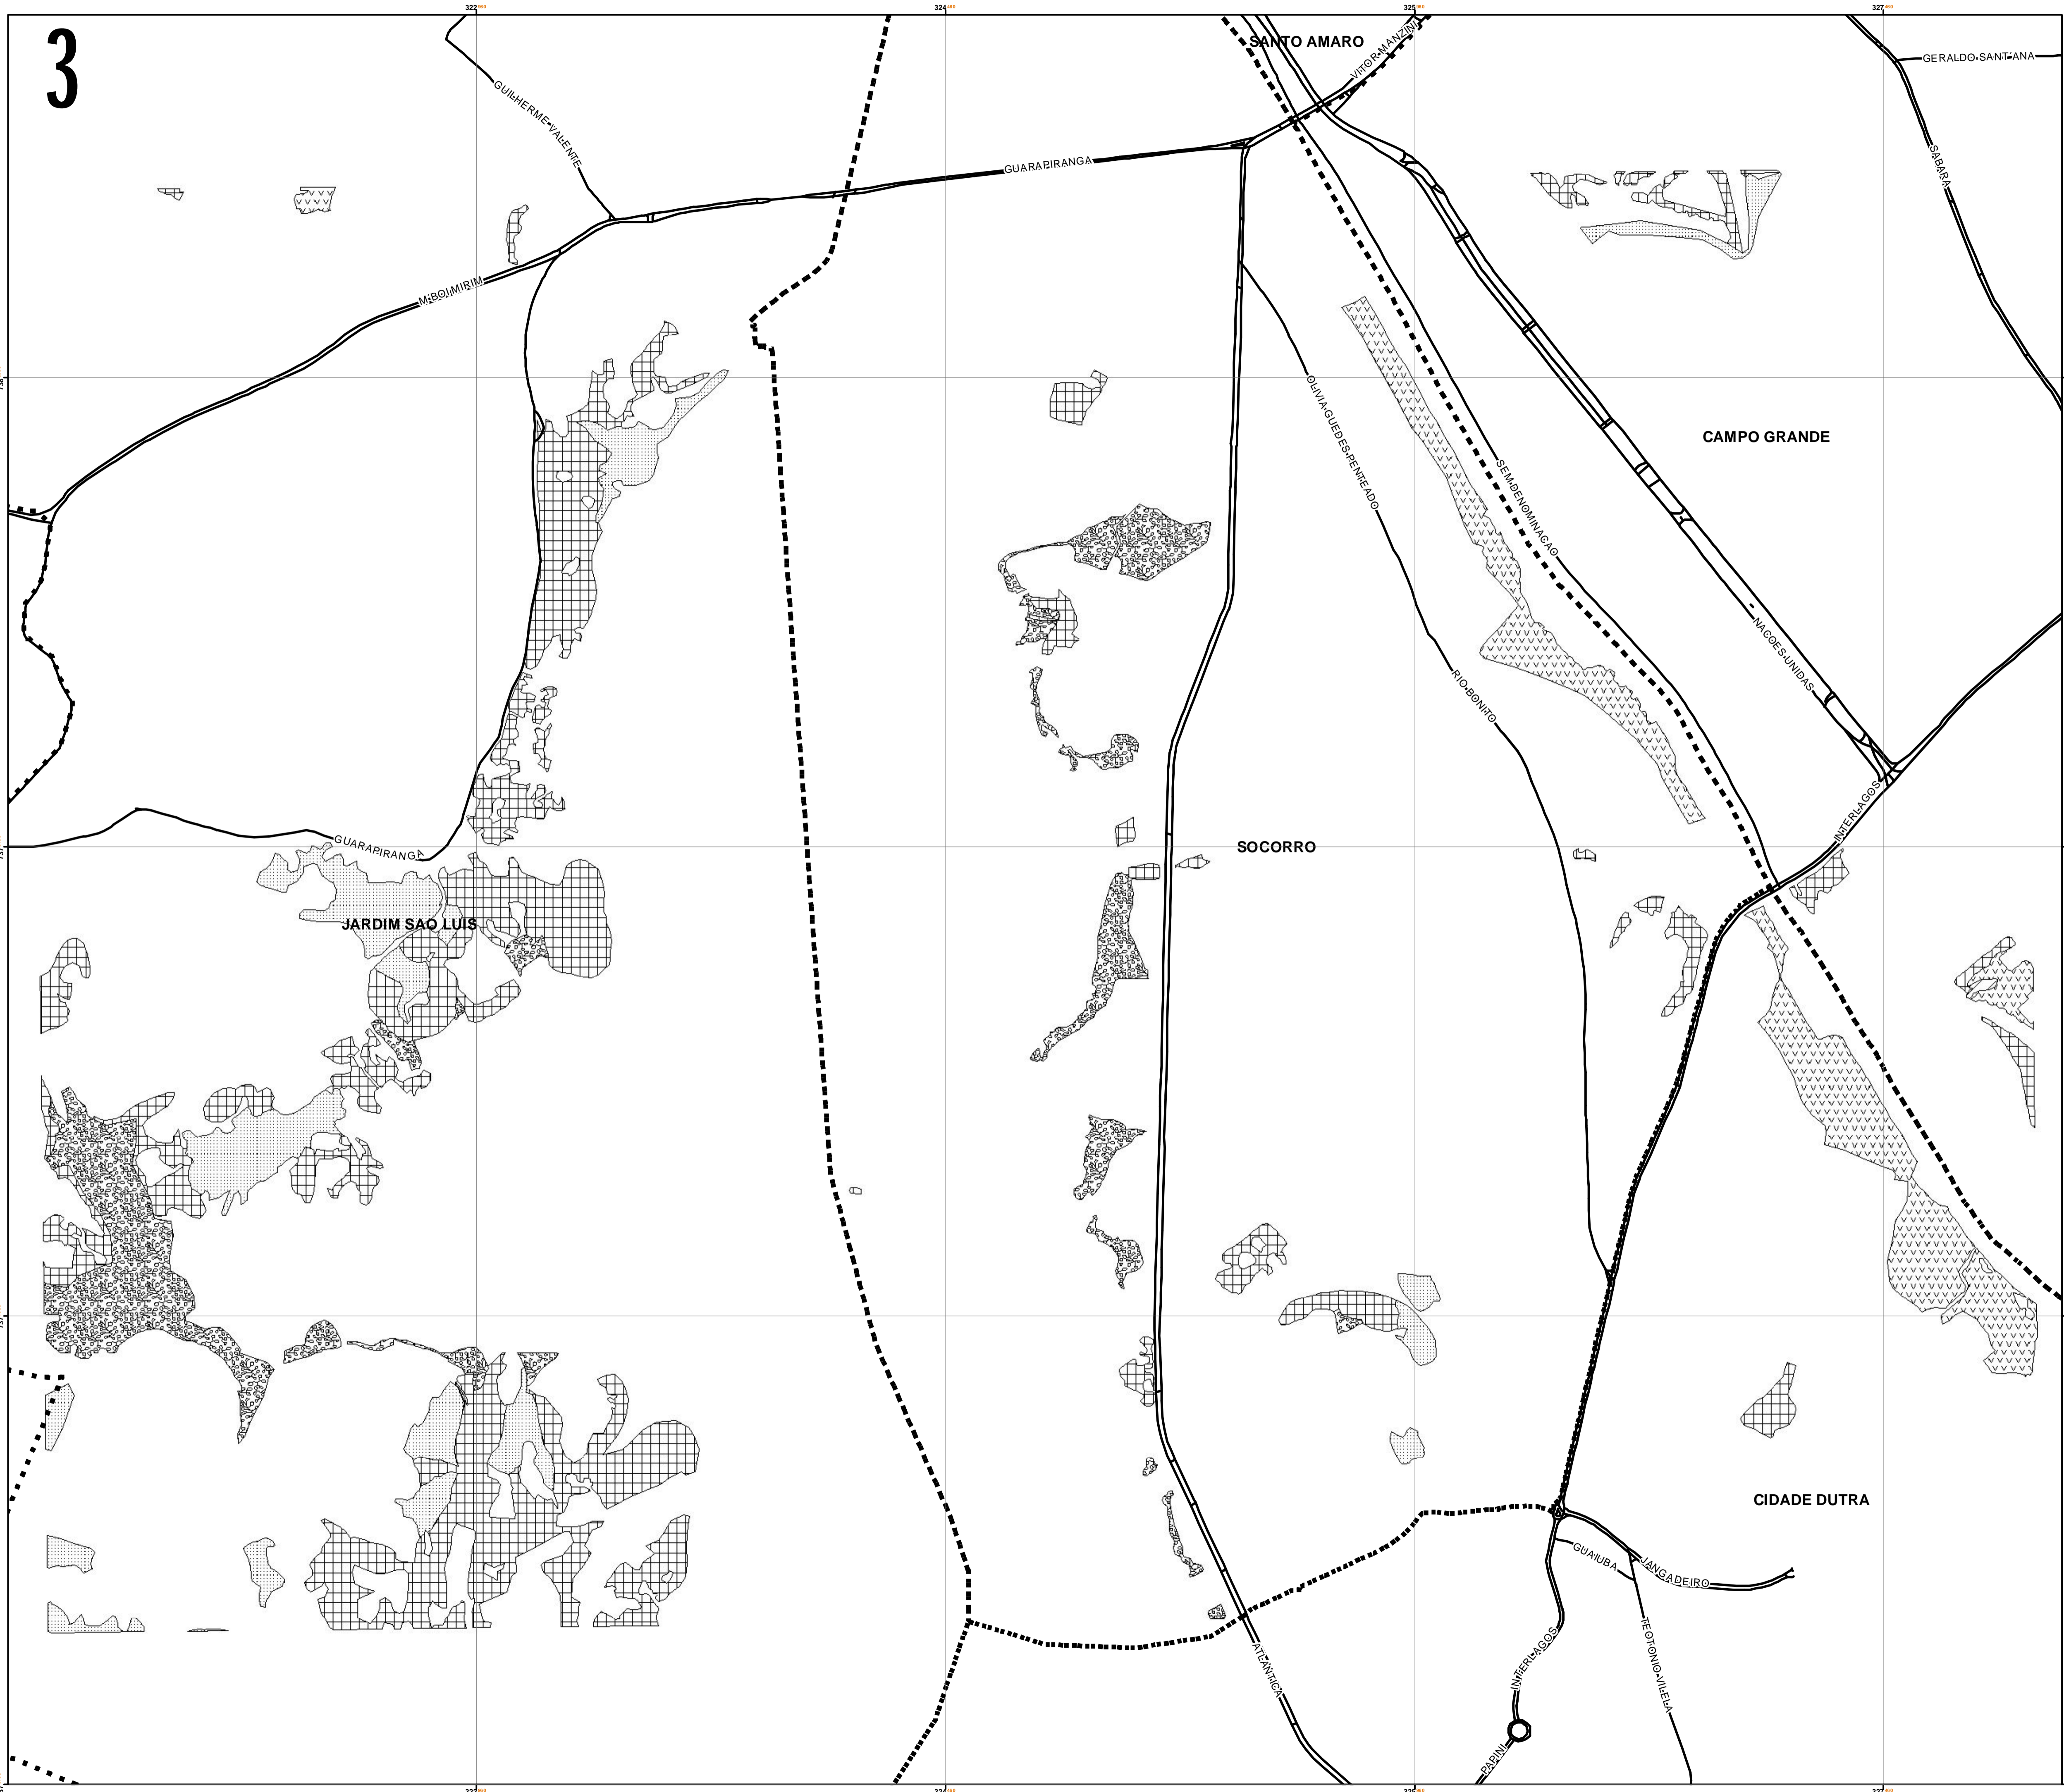 3
SANTO AMARO
VITOR MANZINI
GERALDO SANT'ANA
GUILHERME VALENTE
SABARA
GUARAPIRANGA
M BOI MIRIM
OLIVIA GUEDES PENTEADO
CAMPO GRANDE
SEM DENOMINACAO
NACOES UNIDAS
RIO BONITO
INTERLAGOS
GUARAPIRANGA
SOCORRO
JARDIM SAO LUIS
CIDADE DUTRA
GUAIUBA
JANGADEIRO
TEOTONIO VILELA
INTERLAGOS
ATLANTICA
PAPINI